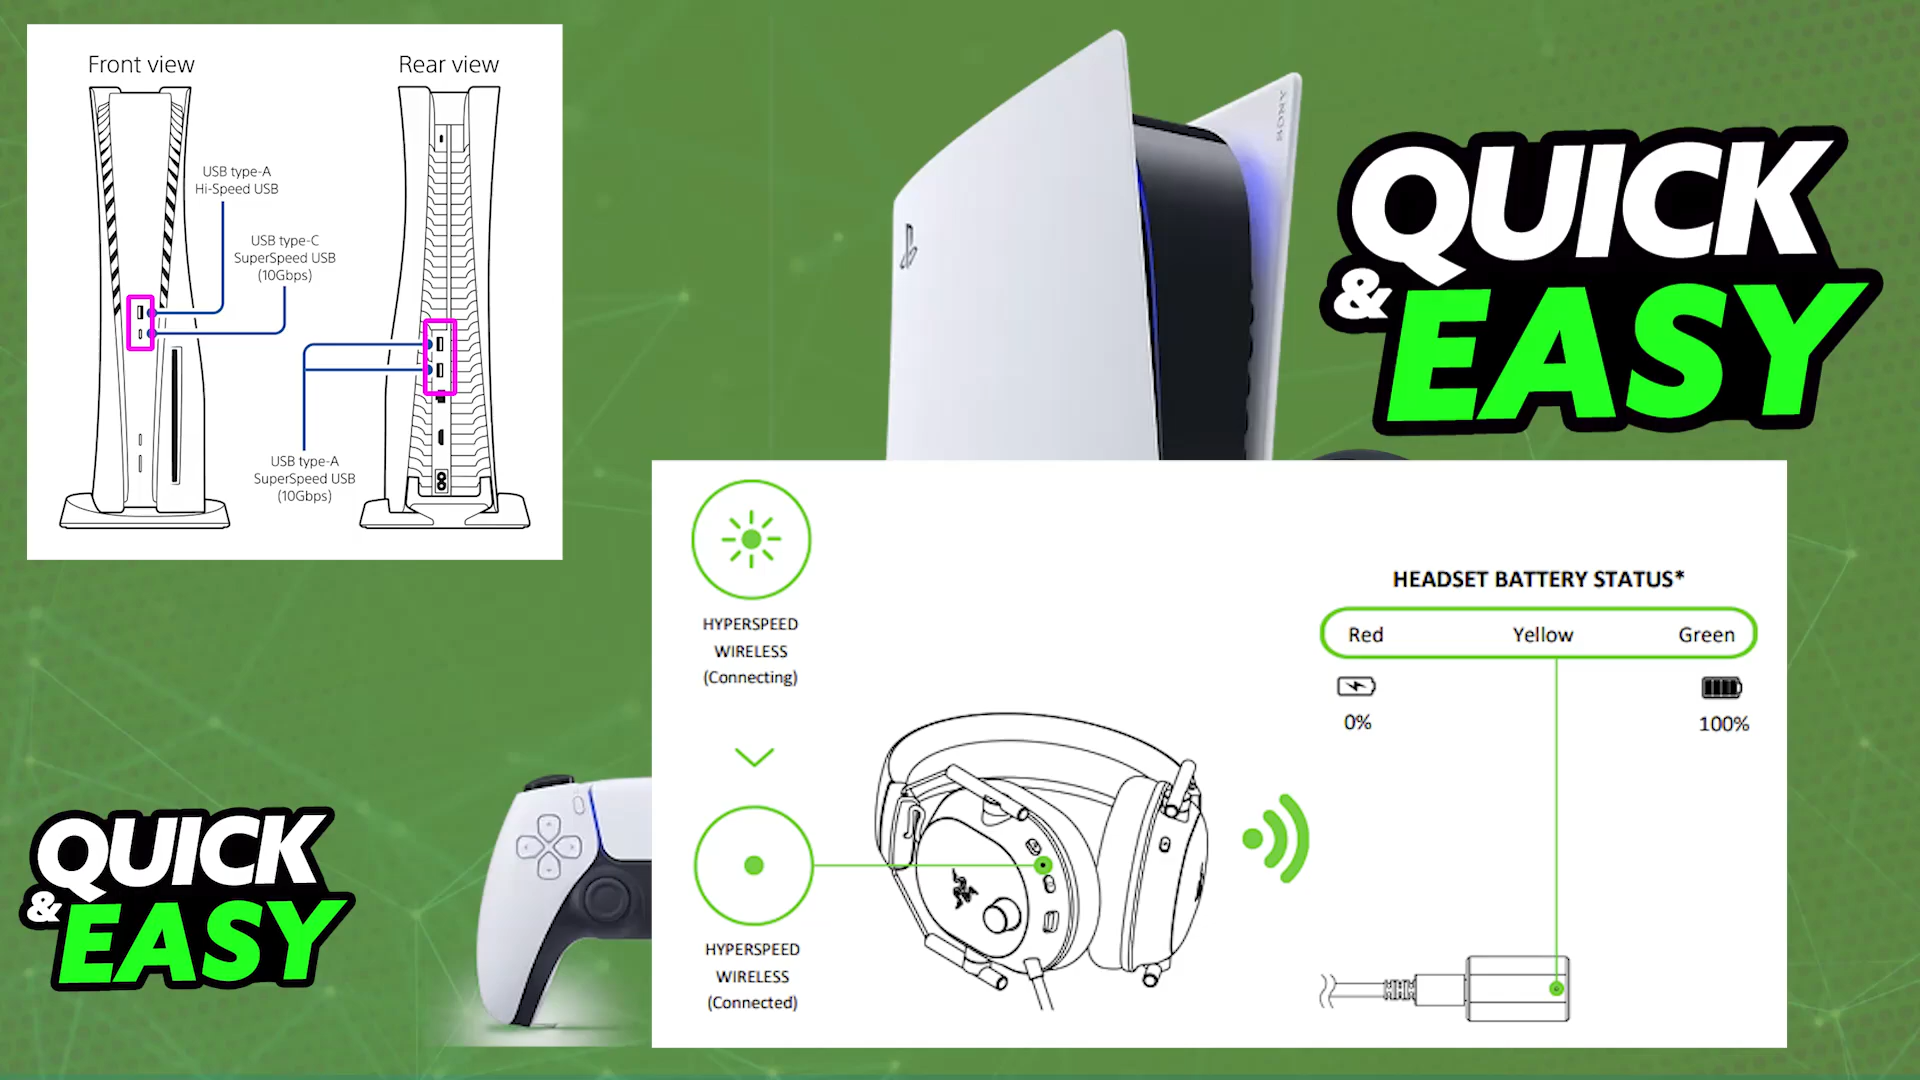 Front view
Rear view
USB type-A
Hi-Speed USB
USB type-C
SuperSpeed USB
(10Gbps)
USB type-A
SuperSpeed USB
(10Gbps)
SONY
QUICK
& EASY
HYPERSPEED
WIRELESS
(Connecting)
HYPERSPEED
WIRELESS
(Connected)
HEADSET BATTERY STATUS*
Red Yellow Green
0% 100%
QUICK
& EASY